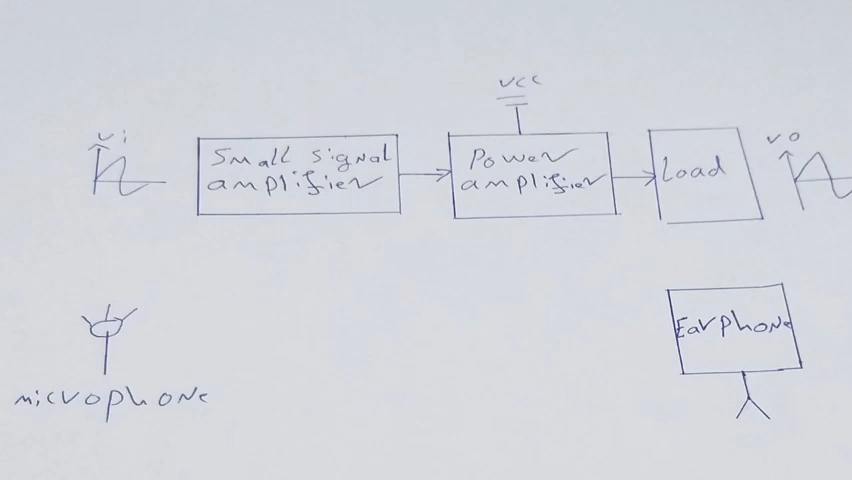 vcc
vi
Small signal
amplifier
Power
amplifier
Load
vo
Earphone
microphone